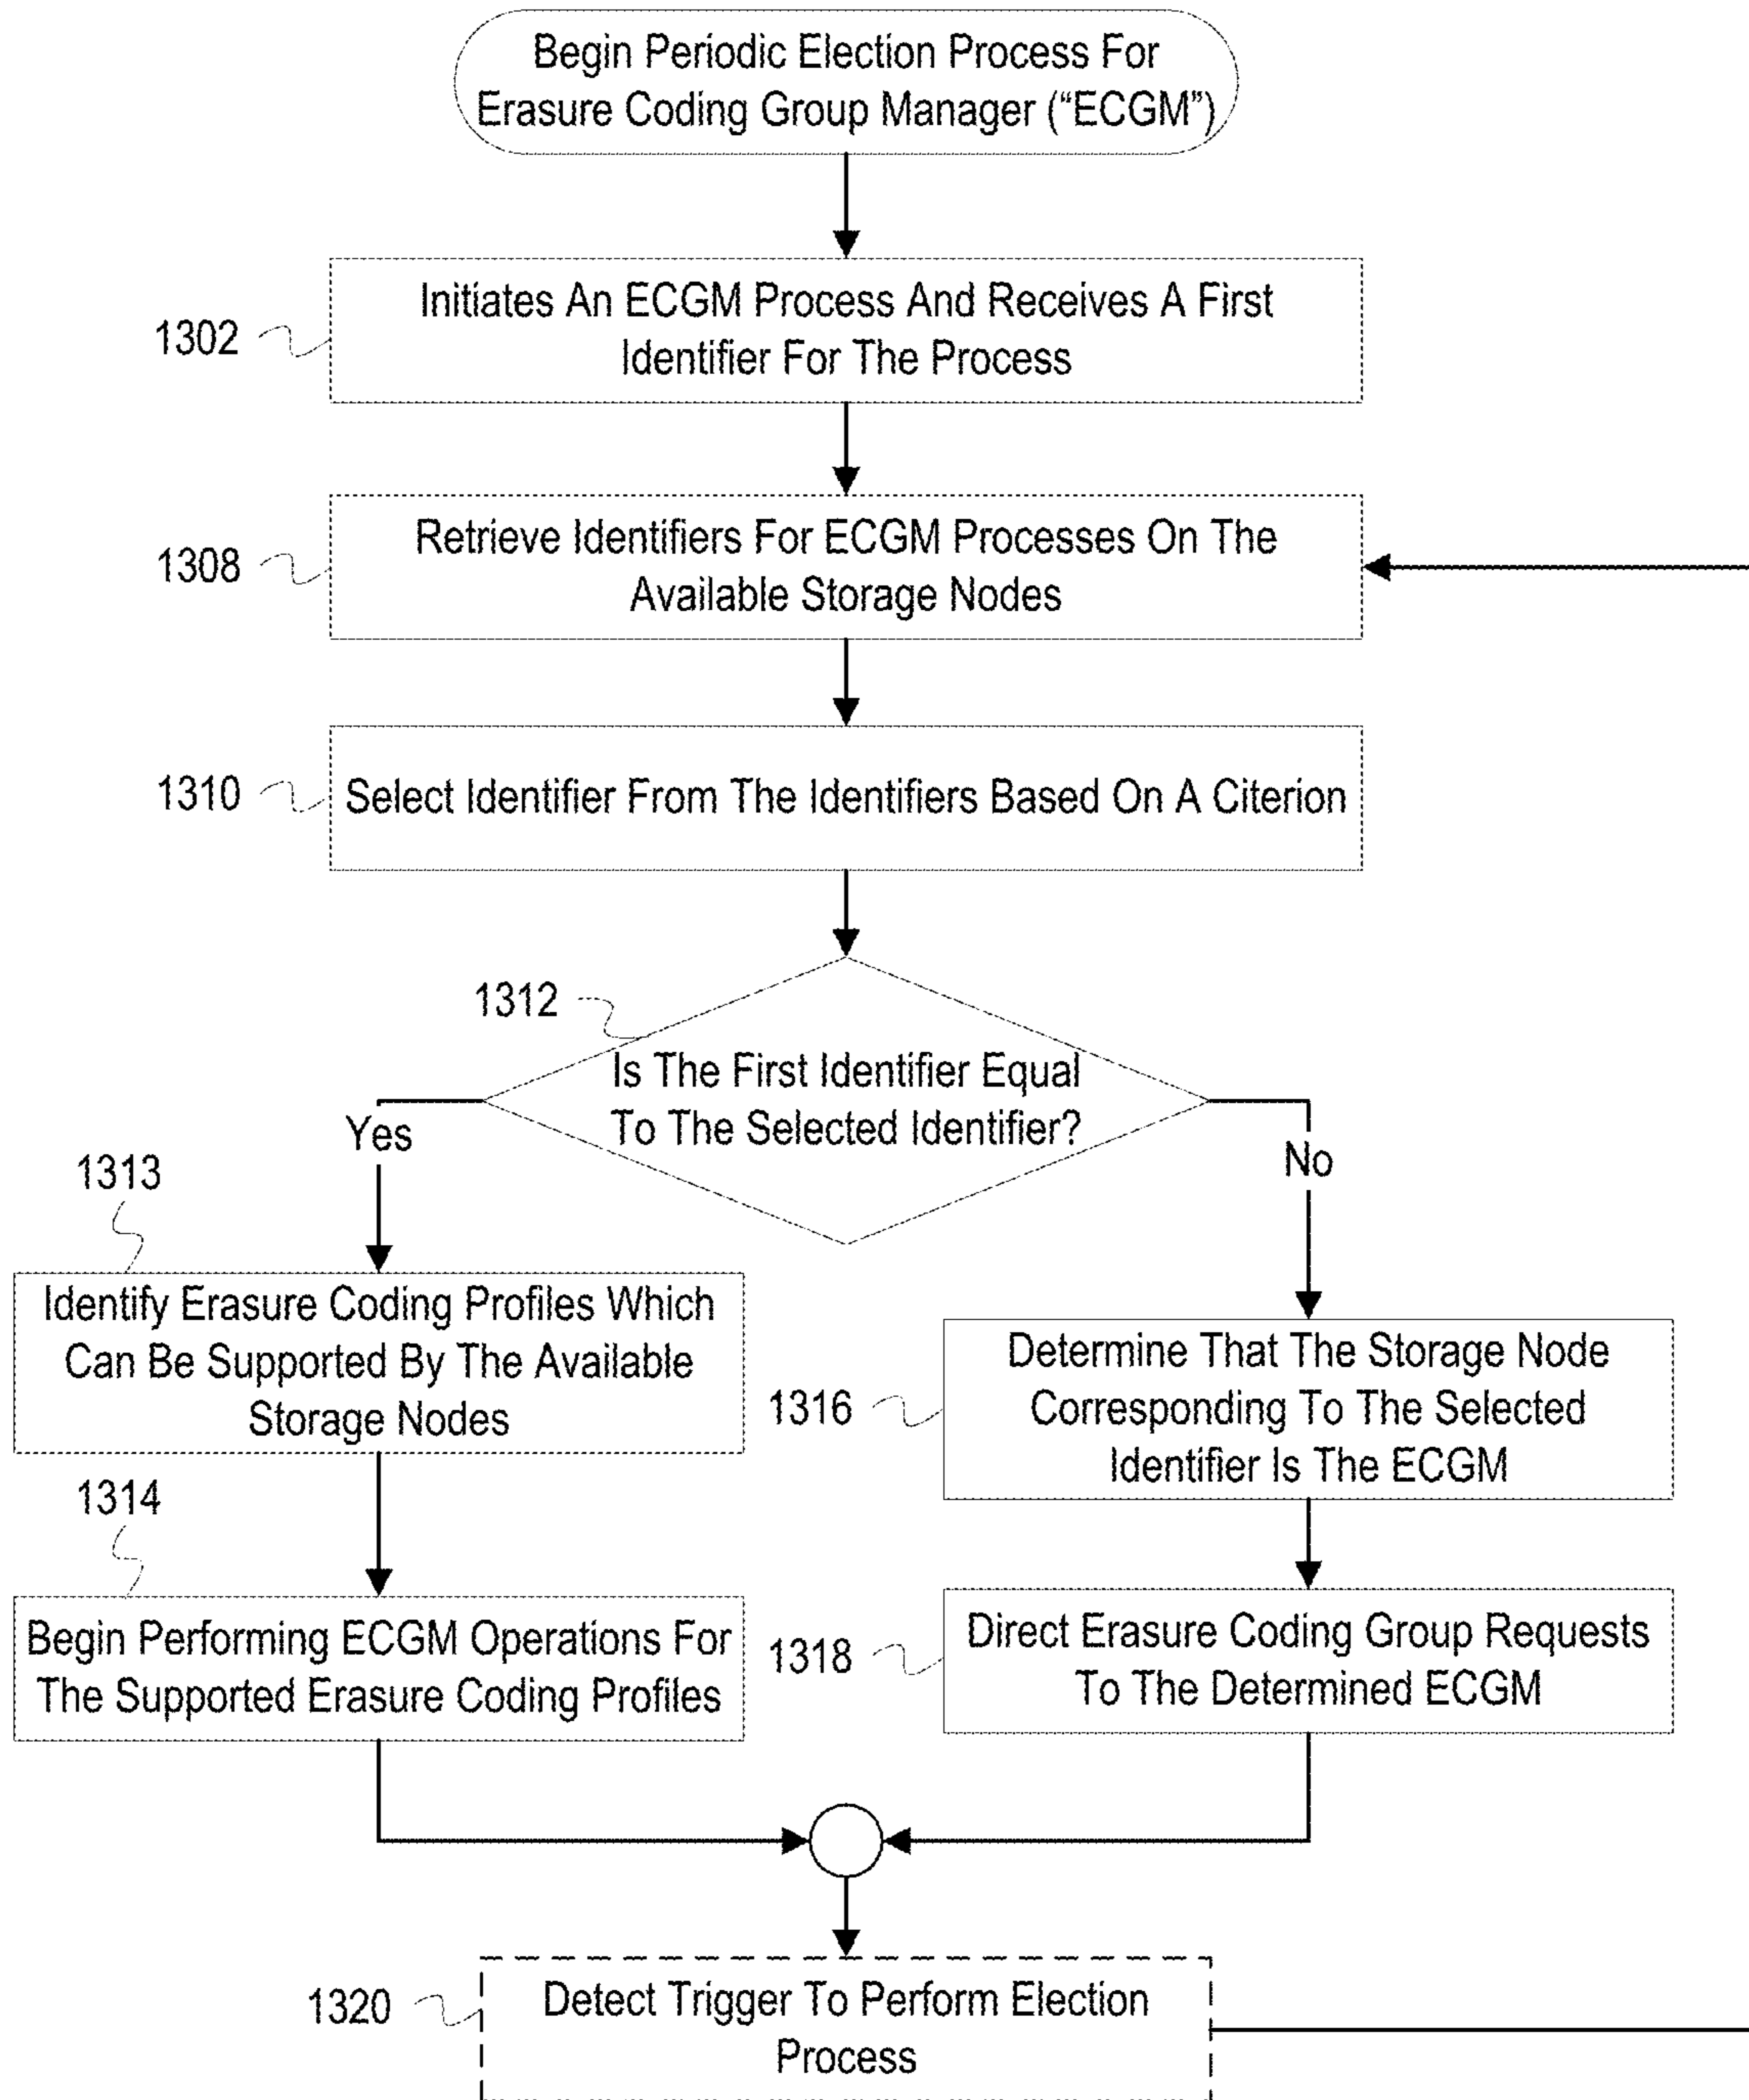 Begin Periodic Election Process For
Erasure Coding Group Manager (“ECGM”)
1302
Initiates An ECGM Process And Receives A First
Identifier For The Process
1308
Retrieve Identifiers For ECGM Processes On The
Available Storage Nodes
1310
Select Identifier From The Identifiers Based On A Citerion
1312
Is The First Identifier Equal
To The Selected Identifier?
Yes
No
1313
Identify Erasure Coding Profiles Which
Can Be Supported By The Available
Storage Nodes
1314
Begin Performing ECGM Operations For
The Supported Erasure Coding Profiles
1316
Determine That The Storage Node
Corresponding To The Selected
Identifier Is The ECGM
1318
Direct Erasure Coding Group Requests
To The Determined ECGM
1320
Detect Trigger To Perform Election
Process